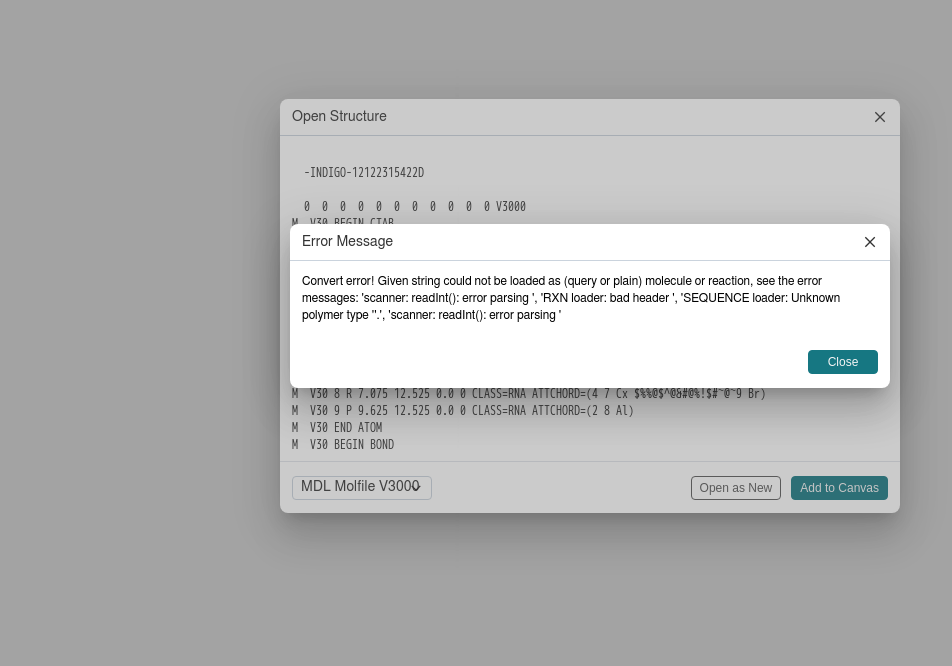 Open Structure
-INDIGO-12122315422D
0 0 0 0 0 0 0 0 0 0 0 V3000
M V30 BEGIN CTAB
Error Message
Convert error! Given string could not be loaded as (query or plain) molecule or reaction, see the error
messages: 'scanner: readInt(): error parsing ', 'RXN loader: bad header ', 'SEQUENCE loader: Unknown
polymer type ''.', 'scanner: readInt(): error parsing '
Close
M V30 8 R 7.075 12.525 0.0 0 CLASS=RNA ATTCHORD=(4 7 Cx 9 Br)
M V30 9 P 9.625 12.525 0.0 0 CLASS=RNA ATTCHORD=(2 8 Al)
M V30 END ATOM
M V30 BEGIN BOND
MDL Molfile V3000
Open as New
Add to Canvas